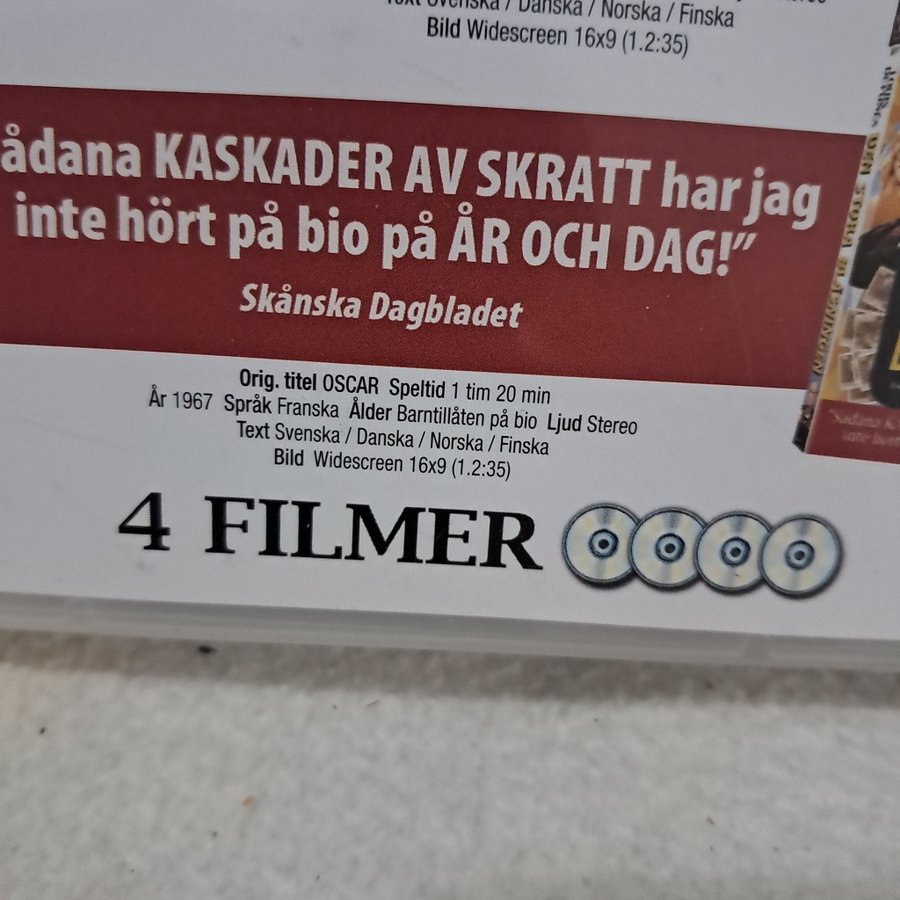 Text Svenska / Danska / Norska / Finska
Bild Widescreen 16x9 (1.2:35)
ådana KASKADER AV SKRATT har jag
inte hört på bio på ÅR OCH DAG!”
Skånska Dagbladet
Orig. titel OSCAR Speltid 1 tim 20 min
År 1967 Språk Franska Ålder Barntillåten på bio Ljud Stereo
Text Svenska / Danska / Norska / Finska
Bild Widescreen 16x9 (1.2:35)
4 FILMER
DEN STORA BLÅSNINGEN